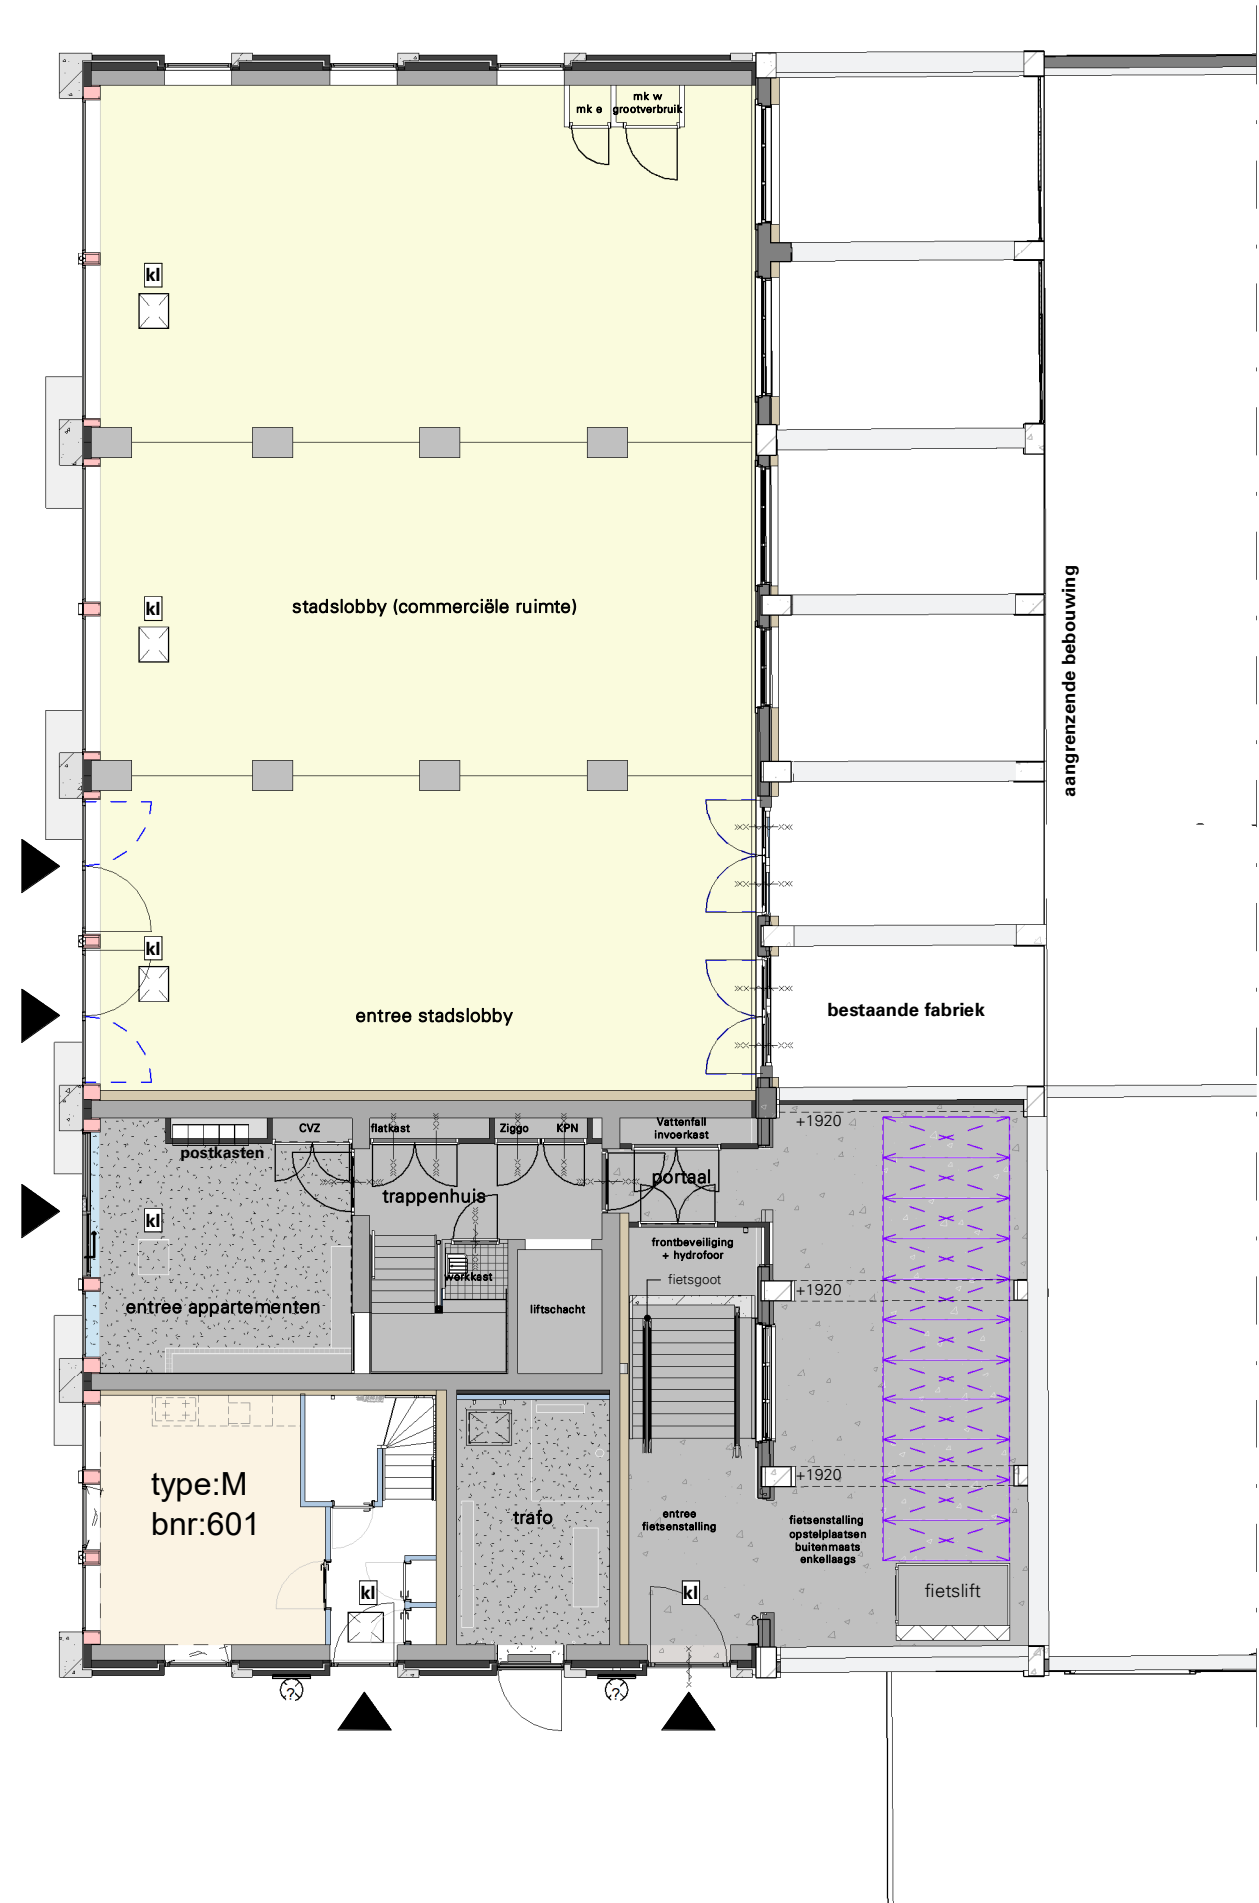 mk e
mk w
grootverbruik
kl
kl
stadslobby (commerciële ruimte)
aangrenzende bebouwing
kl
entree stadslobby
bestaande fabriek
CVZ
flatkast
Ziggo
KPN
Vattenfall
invoerkast
+1920
postkasten
trappenhuis
portaal
kl
frontbeveiliging
+ hydrofoor
werkkast
fietsgoot
+1920
entree appartementen
liftschacht
type:M
bnr:601
trafo
+1920
entree
fietsenstalling
fietsenstalling
opstelplaatsen
buitenmaats
enkellaags
kl
kl
fietslift
?
?